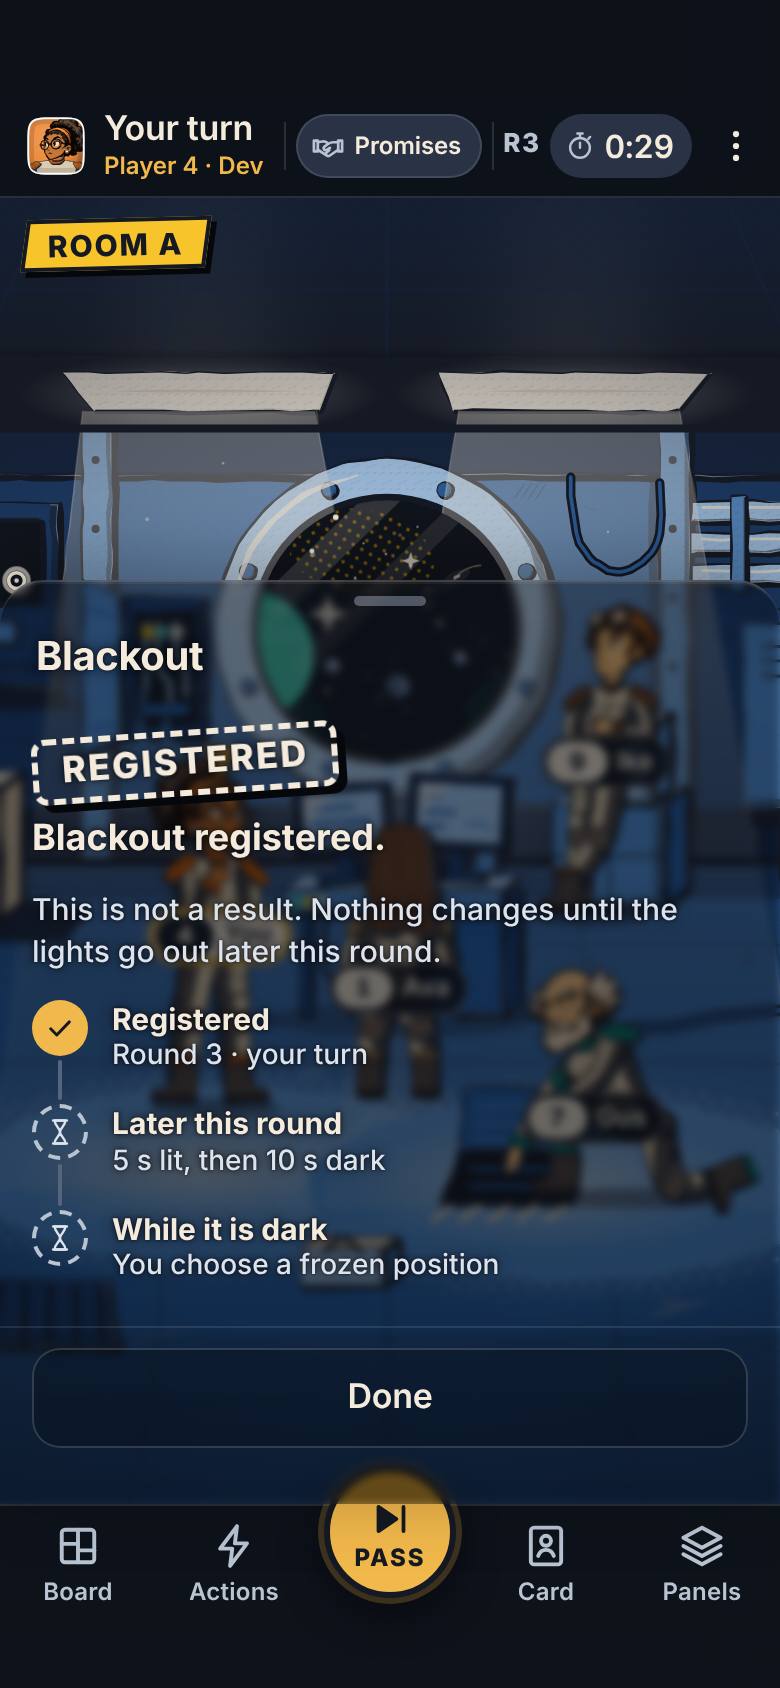 Your turn
Player 4 · Dev
Promises
R3
0:29
ROOM A
Blackout
REGISTERED
Blackout registered.
This is not a result. Nothing changes until the
lights go out later this round.
Registered
Round 3 · your turn
Later this round
5 s lit, then 10 s dark
While it is dark
You choose a frozen position
Done
PASS
Board
Actions
Card
Panels